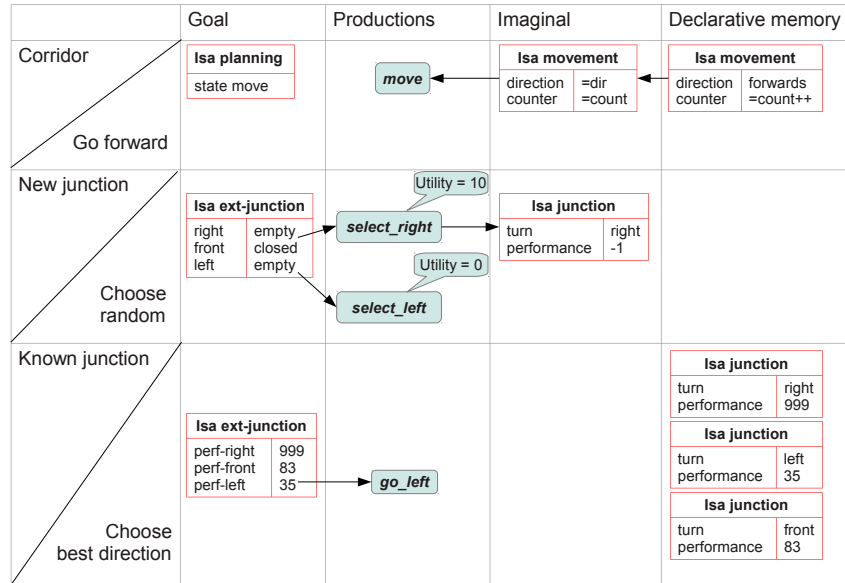 Goal
Productions
Imaginal
Declarative memory
Corridor
Go forward
Isa planning
state move
move
Isa movement
direction =dir
counter =count
Isa movement
direction forwards
counter =count++
New junction
Choose
random
Isa ext-junction
right empty
front closed
left empty
Utility = 10
select_right
Utility = 0
select_left
Isa junction
turn right
performance -1
Known junction
Choose
best direction
Isa ext-junction
perf-right 999
perf-front 83
perf-left 35
go_left
Isa junction
turn right
performance 999
Isa junction
turn left
performance 35
Isa junction
turn front
performance 83